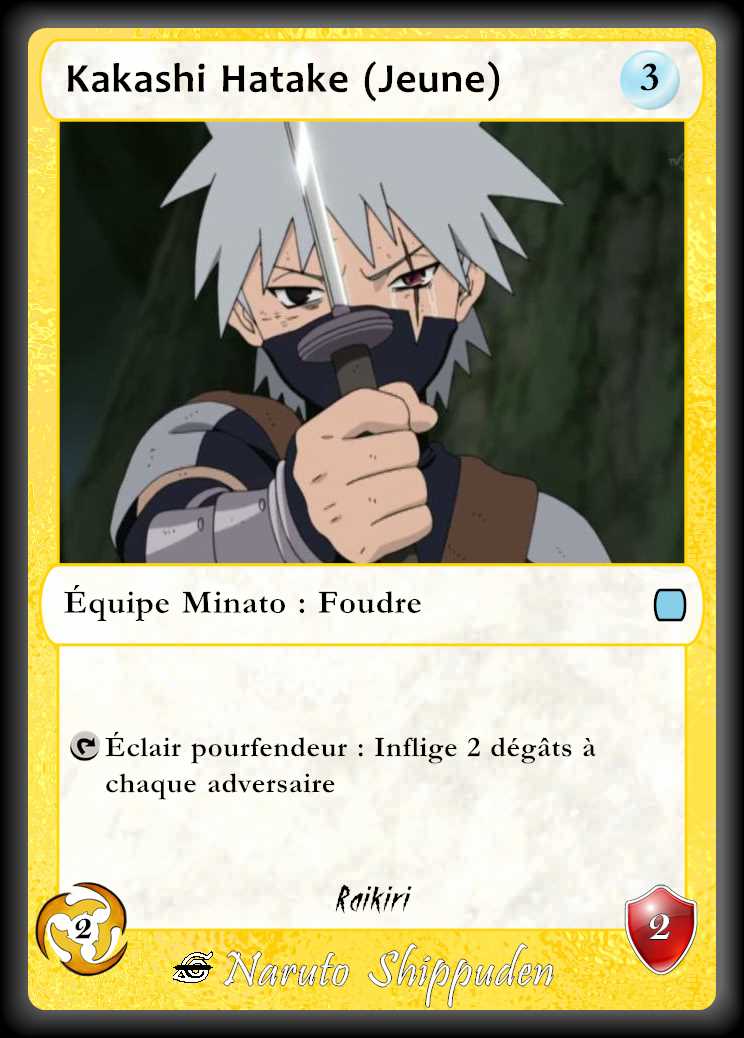 Kakashi Hatake (Jeune)
3
Équipe Minato : Foudre
Éclair pourfendeur : Inflige 2 dégâts à
chaque adversaire
Raikiri
2
2
Naruto Shippuden